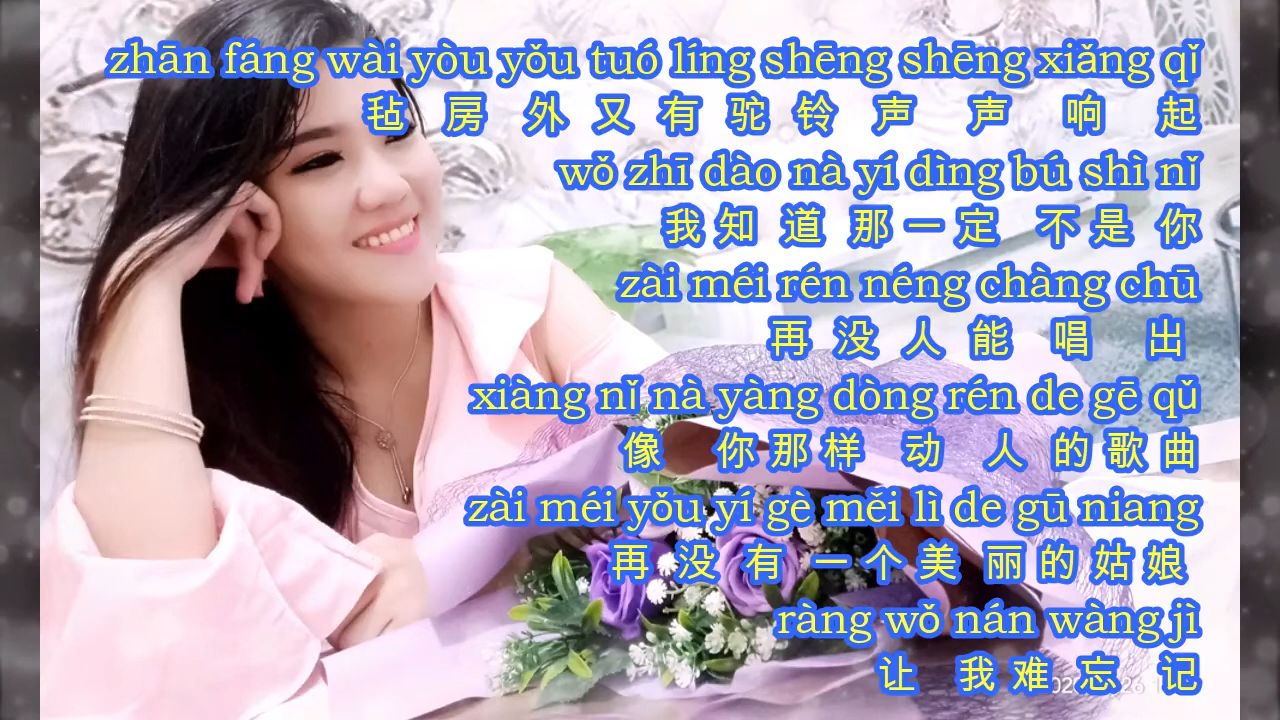 zhān fáng wài yòu yǒu tuó líng shēng shēng xiǎng qǐ
毡 房 外 又 有 驼 铃 声 声 响 起
wǒ zhī dào nà yí dìng bú shì nǐ
我 知 道 那 一 定 不 是 你
zài méi rén néng chàng chū
再 没 人 能 唱 出
xiàng nǐ nà yàng dòng rén de gē qǔ
像 你 那 样 动 人 的 歌 曲
zài méi yǒu yí gè měi lì de gū niang
再 没 有 一 个 美 丽 的 姑 娘
ràng wǒ nán wàng jì
让 我 难 忘 记